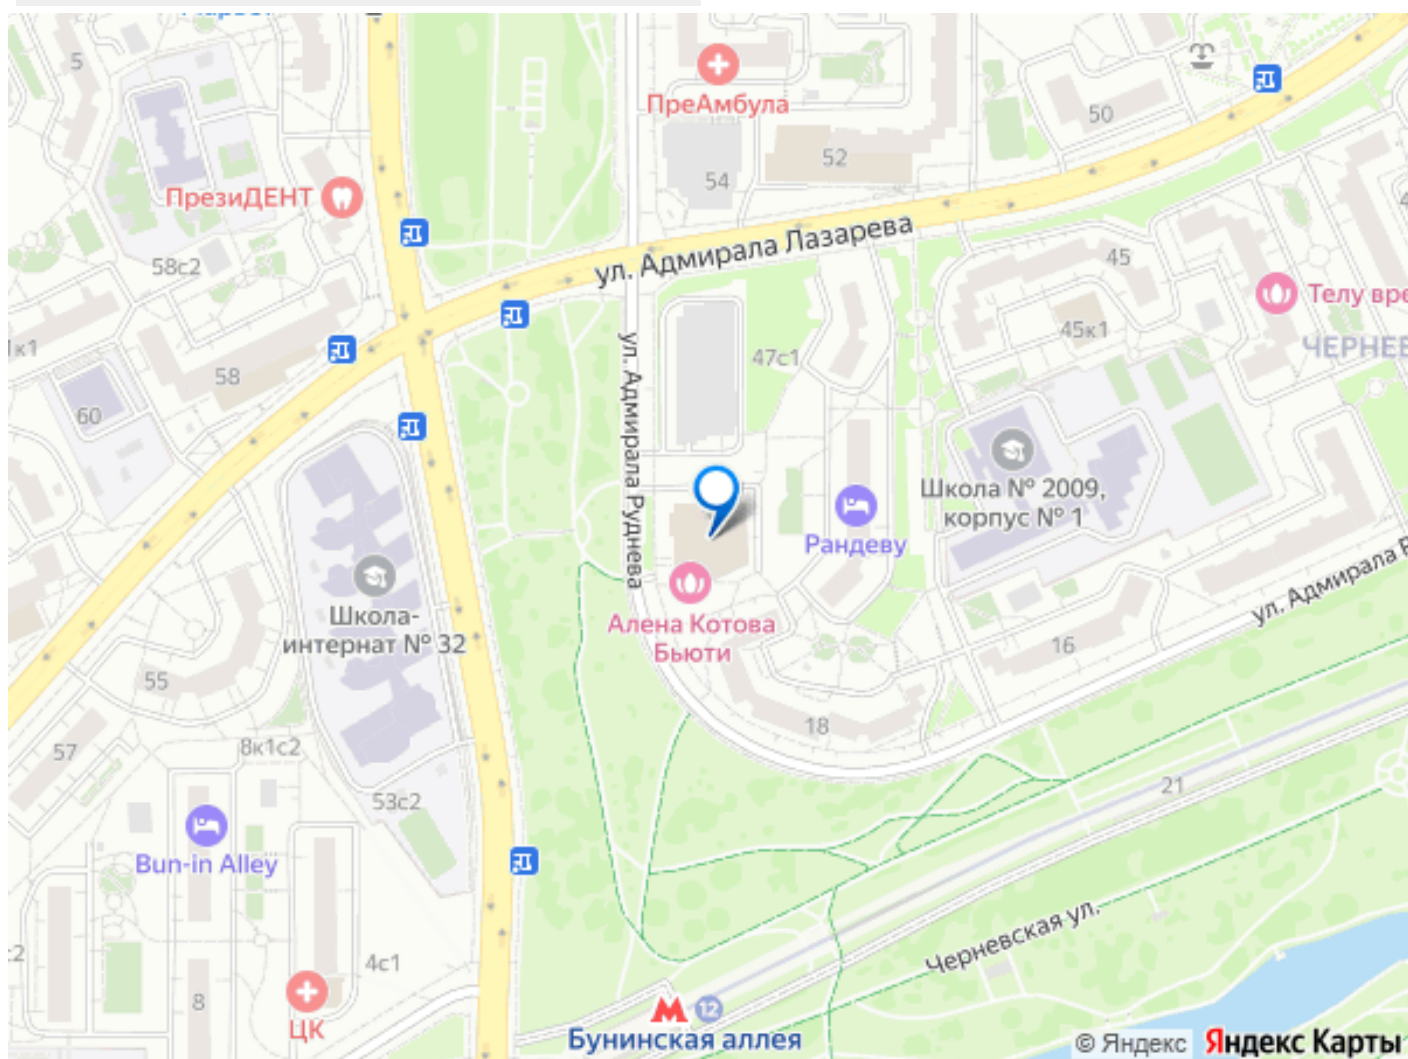 5
ПреАмбула
50
52
54
ПрезиДЕНТ
ул. Адмирала Лазарева
58с2
45
Телу вре
45к1
ЧЕРНЕВ
47с1
ул. Адмирала Руднева
58
60
Школа № 2009,
корпус № 1
Рандеву
Школа-
интернат № 32
Алена Котова
Бьюти
ул. Адмирала Р
16
55
18
57
8к1с2
21
53с2
Bun-in Alley
Черневская ул.
4с1
8
ЦК
12
Бунинская аллея
© Яндекс
Яндекс Карты